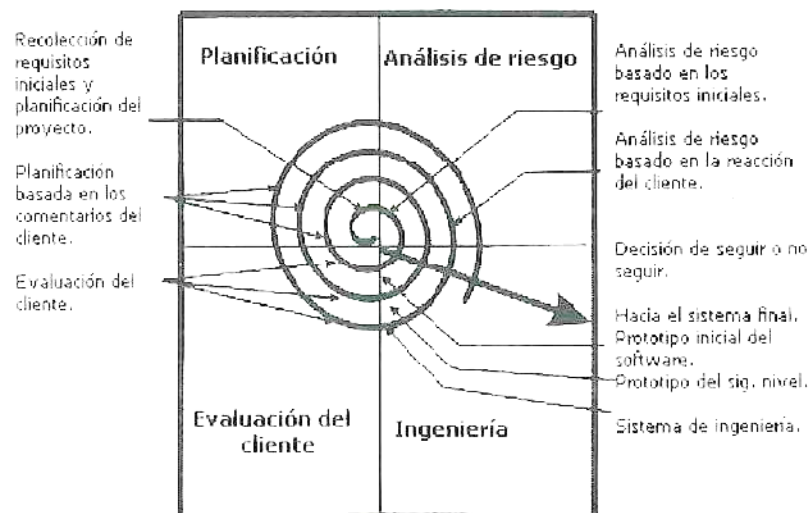 Recolección de
requisitos
iniciales y
planificación del
proyecto.
Planificación
basada en los
comentarios del
cliente.
Evaluación del
cliente.
Planificación
Análisis de riesgo
Evaluación del
cliente
Ingeniería
Análisis de riesgo
basado en los
requisitos iniciales.
Análisis de riesgo
basado en la reacción
del cliente.
Decisión de seguir o no
seguir.
Hacia el sistema final.
Prototipo inicial del
software.
Prototipo del sig. nivel.
Sistema de ingeniería.